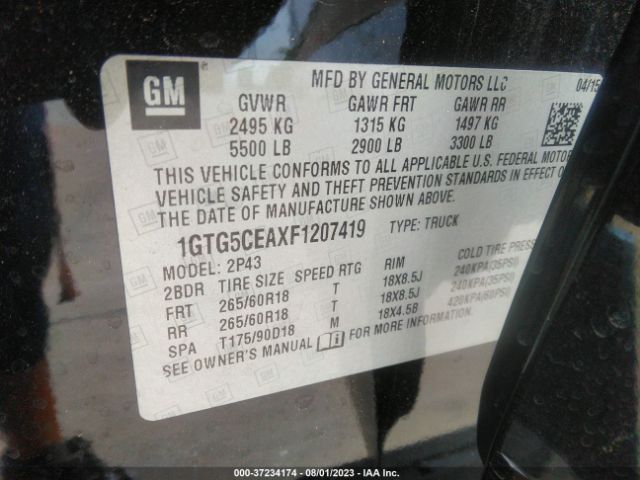 GM
MFD BY GENERAL MOTORS LLC 04/15
GVWR GAWR FRT GAWR RR
2495 KG 1315 KG 1497 KG
5500 LB 2900 LB 3300 LB
THIS VEHICLE CONFORMS TO ALL APPLICABLE U.S. FEDERAL MOTOR
VEHICLE SAFETY AND THEFT PREVENTION STANDARDS IN EFFECT O
THE DATE OF MANUFACTURE SHOWN ABOVE.
1GTG5CEAXF1207419 TYPE: TRUCK
MODEL: 2P43
2BDR TIRE SIZE SPEED RTG RIM COLD TIRE
FRT 265/60R18 T 18X8.5J 240KPA(35PSI)
RR 265/60R18 T 18X8.5J 240KPA(35PSI)
SPA T175/90D18 M 18X4.5B 420KPA(60PSI)
SEE OWNER'S MANUAL FOR MORE INFORMATION.
000-37234174 - 08/01/2023 - IAA Inc.